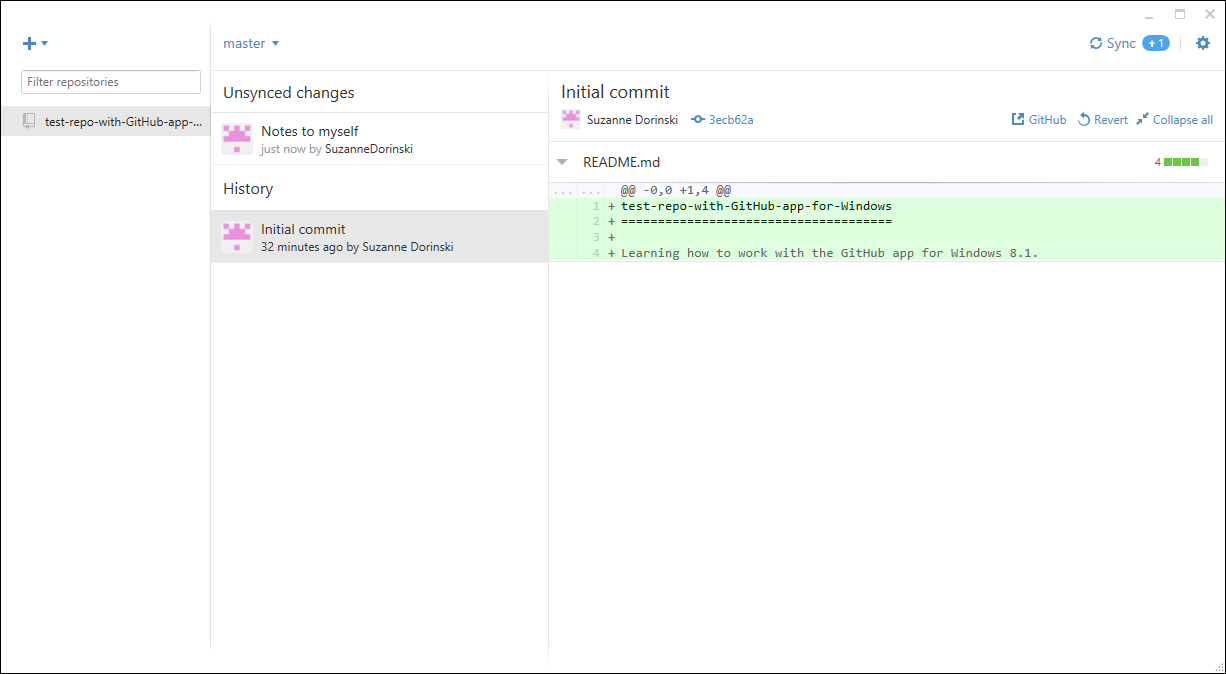 master
Sync 1
Filter repositories
test-repo-with-GitHub-app-...
Unsynced changes
Notes to myself
just now by SuzanneDorinski
History
Initial commit
32 minutes ago by Suzanne Dorinski
Initial commit
Suzanne Dorinski 3ecb62a
GitHub Revert Collapse all
README.md 4
... ... @@ -0,0 +1,4 @@
1 + test-repo-with-GitHub-app-for-Windows
2 + =====================================
3 +
4 + Learning how to work with the GitHub app for Windows 8.1.